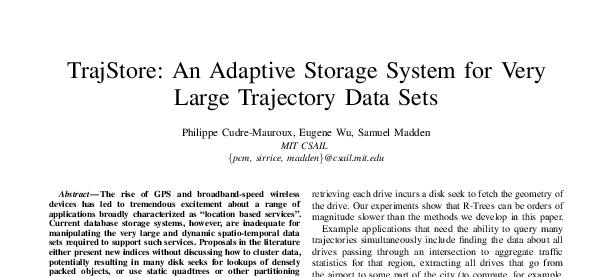 TrajStore: An Adaptive Storage System for Very
Large Trajectory Data Sets
Philippe Cudre-Mauroux, Eugene Wu, Samuel Madden
MIT CSAIL
{pcm, sirrice, madden}@csail.mit.edu
Abstract—The rise of GPS and broadband-speed wireless
devices has led to tremendous excitement about a range of
applications broadly characterized as “location based services”.
Current database storage systems, however, are inadequate for
manipulating the very large and dynamic spatio-temporal data
sets required to support such services. Proposals in the literature
either present new indices without discussing how to cluster data,
potentially resulting in many disk seeks for lookups of densely
packed objects, or use static quadtrees or other partitioning
retrieving each drive incurs a disk seek to fetch the geometry of
the drive. Our experiments show that R-Trees can be orders of
magnitude slower than the methods we develop in this paper.
Example applications that need the ability to query many
trajectories simultaneously include finding the data about all
drives passing through an intersection to aggregate traffic
statistics for that region, extracting all drives that go from
the airport to some part of the city (to compute, for example,